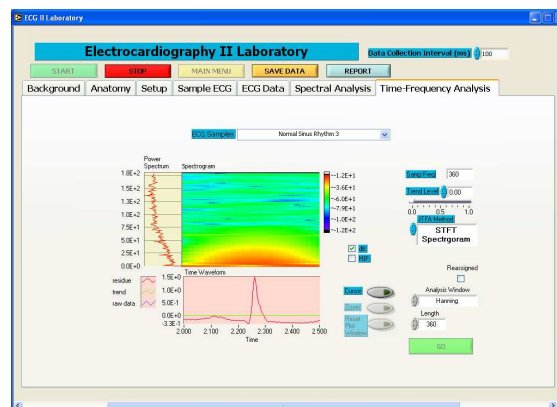 ECG II Laboratory
Electrocardiography II Laboratory
Data Collection Interval (ms) 100
START STOP MAIN MENU SAVE DATA REPORT
Background Anatomy Setup Sample ECG ECG Data Spectral Analysis Time-Frequency Analysis
ECG Samples Normal Sinus Rhythm 3
Power
Spectrum Spectrogram
1.8E+2
1.5E+2
1.3E+2
1.0E+2
7.5E+1
5.0E+1
2.5E+1
0.0E+0
-1.2E+1
-3.6E+1
-6.0E+1
-7.9E+1
-1.0E+2
-1.2E+2
Samp Freq 360
Trend Level 0.00
0.0 0.5 1.0
JTFA Method
STFT
Spectrgoram
dB
Time Waveform
residue
trend
raw data
1.5E+0
1.0E+0
5.0E-1
0.0E+0
-3.3E-1
2.000 2.100 2.200 2.300 2.400 2.500
Time
Cursor
Zoom
Reset
Plot
Window
Reassigned
Analysis Window
Hanning
Length
360
GO